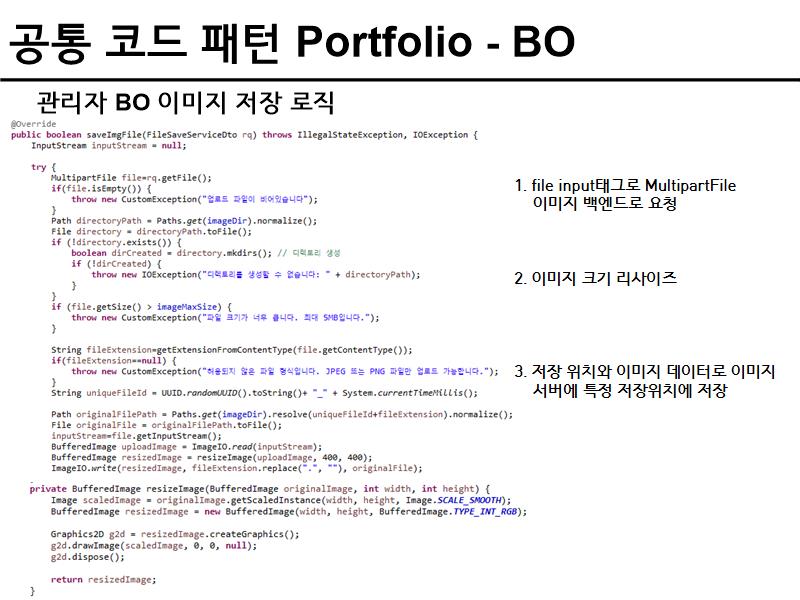 공통 코드 패턴 Portfolio - BO
관리자 BO 이미지 저장 로직
@Override
public boolean saveImgFile(FileSaveServiceDto rq) throws IllegalStateException, IOException {
InputStream inputStream = null;
try {
MultipartFile file=rq.getFile();
if(file.isEmpty()) {
throw new CustomException("업로드 파일이 비어있습니다");
}
Path directoryPath = Paths.get(imageDir).normalize();
File directory = directoryPath.toFile();
if (!directory.exists()) {
boolean dirCreated = directory.mkdirs(); // 디렉토리 생성
if (!dirCreated) {
throw new IOException("디렉토리를 생성할 수 없습니다: " + directoryPath);
}
}
if (file.getSize() > imageMaxSize) {
throw new CustomException("파일 크기가 너무 큽니다. 최대 5MB입니다.");
}
String fileExtension=getExtensionFromContentType(file.getContentType());
if(fileExtension==null) {
throw new CustomException("허용되지 않은 파일 형식입니다. JPEG 또는 PNG 파일만 업로드 가능합니다.");
}
String uniqueFileId = UUID.randomUUID().toString()+ "_" + System.currentTimeMillis();
Path originalFilePath = Paths.get(imageDir).resolve(uniqueFileId+fileExtension).normalize();
File originalFile = originalFilePath.toFile();
inputStream=file.getInputStream();
BufferedImage uploadImage = ImageIO.read(inputStream);
BufferedImage resizedImage = resizeImage(uploadImage, 400, 400);
ImageIO.write(resizedImage, fileExtension.replace(".", ""), originalFile);
private BufferedImage resizeImage(BufferedImage originalImage, int width, int height) {
Image scaledImage = originalImage.getScaledInstance(width, height, Image.SCALE_SMOOTH);
BufferedImage resizedImage = new BufferedImage(width, height, BufferedImage.TYPE_INT_RGB);
Graphics2D g2d = resizedImage.createGraphics();
g2d.drawImage(scaledImage, 0, 0, null);
g2d.dispose();
return resizedImage;
}
1. file input태그로 MultipartFile
이미지 백엔드로 요청
2. 이미지 크기 리사이즈
3. 저장 위치와 이미지 데이터로 이미지
서버에 특정 저장위치에 저장